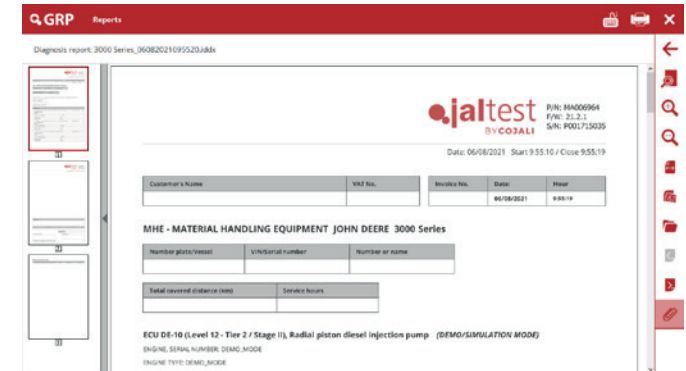 GRP Reports
Diagnosis report: 3000 Series_06082021095520.iddx
jaltest
BY COJALI
P/N: MA006964
F/W: 21.2.1
S/N: P001715035
Date: 06/08/2021 Start 9:55:10 / Close 9:55:19
Customer's Name VAT No. Invoice No. Date: Hour
06/08/2021 9:55:19
MHE - MATERIAL HANDLING EQUIPMENT JOHN DEERE 3000 Series
Number plate/Vessel VIN/Serial number Number or name
Total covered distance (km) Service hours
ECU DE-10 (Level 12 - Tier 2 / Stage II), Radial piston diesel injection pump (DEMO/SIMULATION MODE)
ENGINE, SERIAL NUMBER: DEMO_MODE
ENGINE TYPE: DEMO_MODE
1
2
3